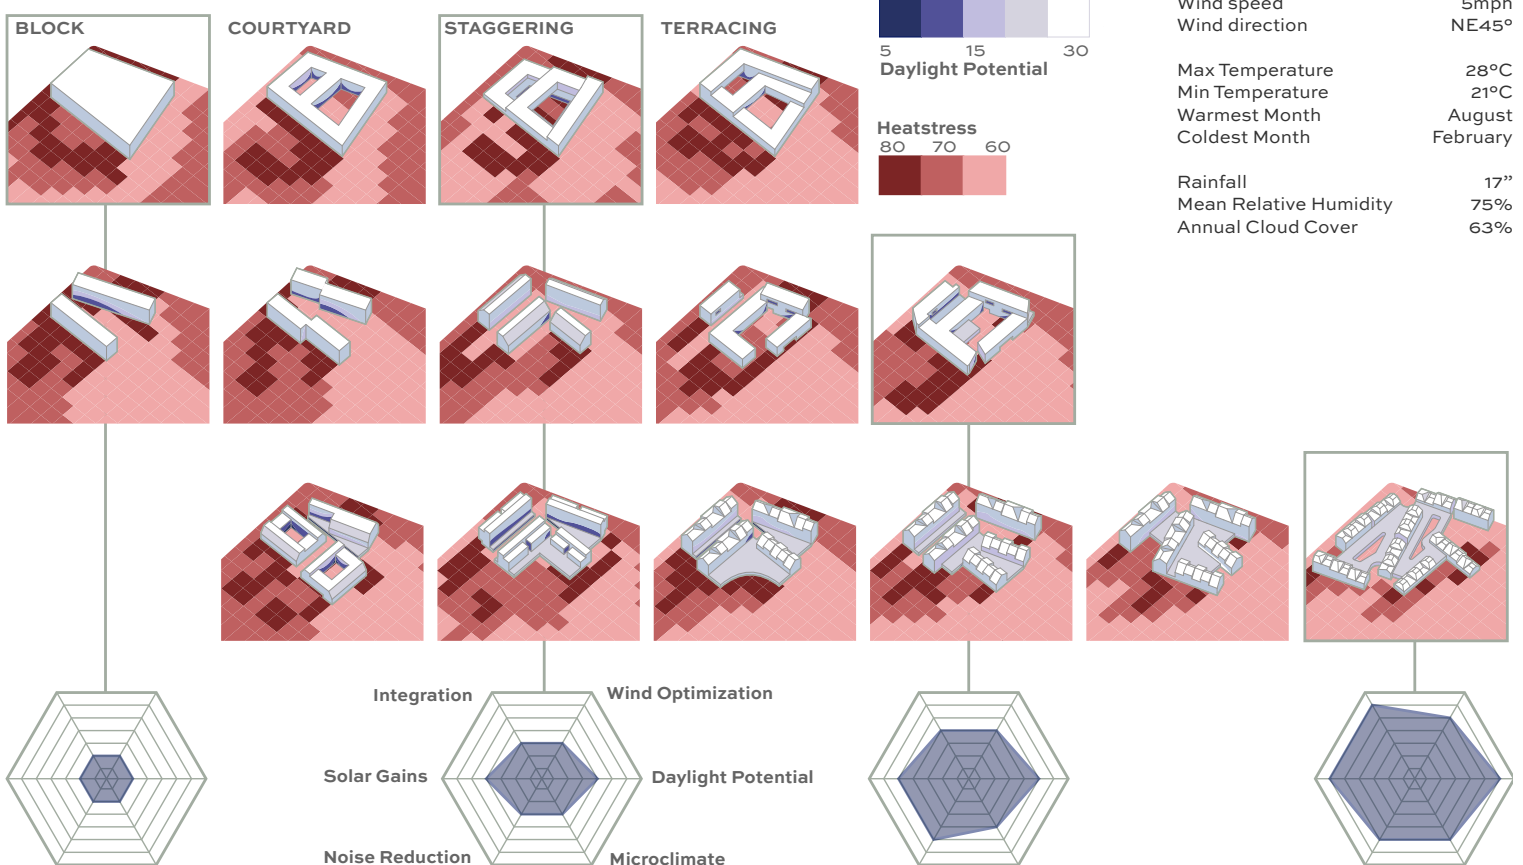 BLOCK
COURTYARD
STAGGERING
TERRACING
5 15 30
Daylight Potential
Heatstress
80 70 60
Wind speed 5mph
Wind direction NE45°
Max Temperature 28°C
Min Temperature 21°C
Warmest Month August
Coldest Month February
Rainfall 17”
Mean Relative Humidity 75%
Annual Cloud Cover 63%
Integration
Wind Optimization
Solar Gains
Daylight Potential
Noise Reduction
Microclimate